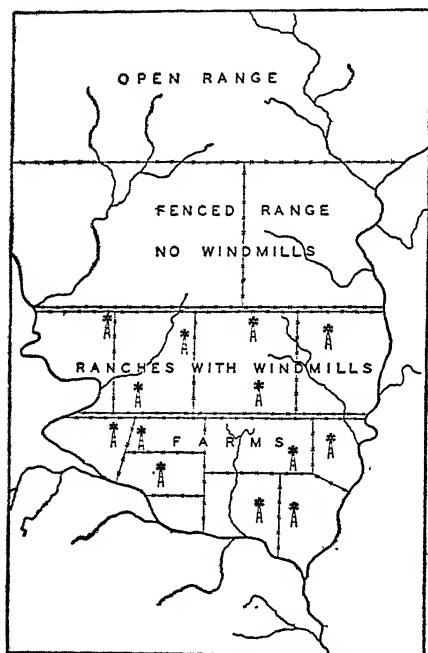 OPEN RANGE
FENCED RANGE
NO WINDMILLS
RANCHES WITH WINDMILLS
FARMS